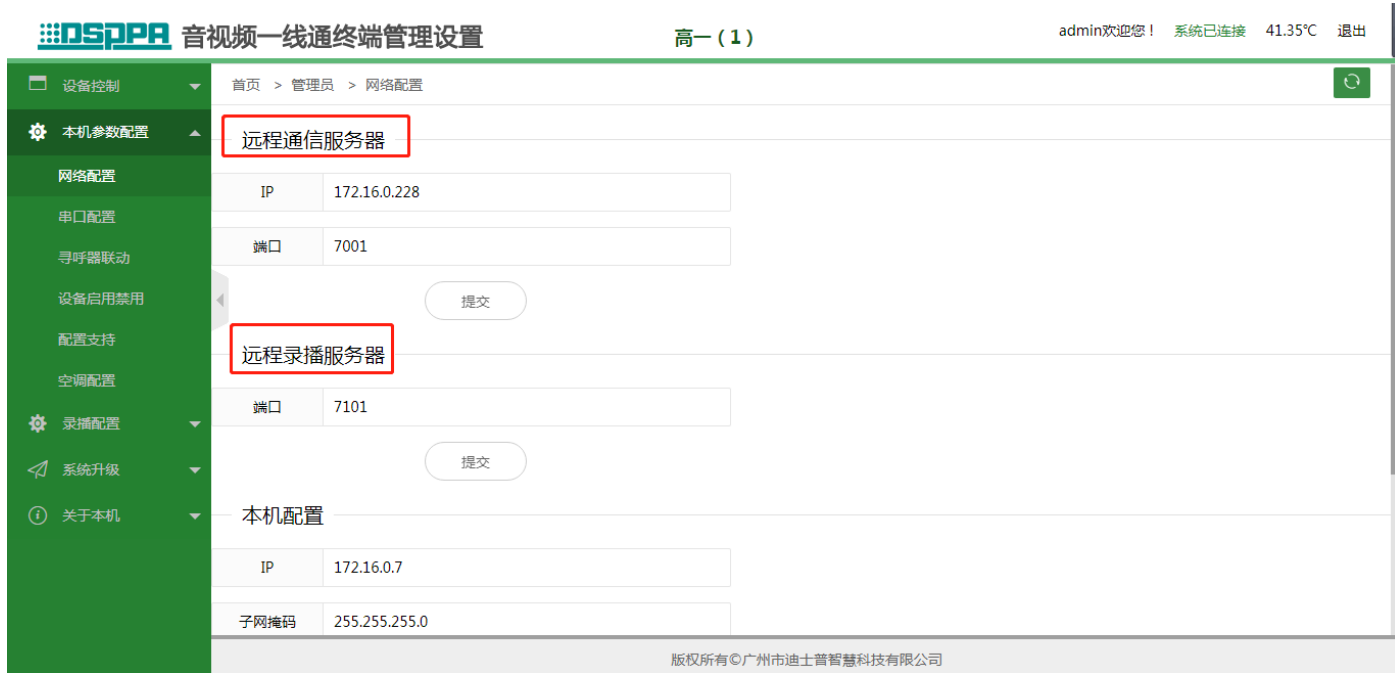 DSPPA 音视频一线通终端管理设置 高一 (1) admin欢迎您！ 系统已连接 41.35℃ 退出
设备控制
本机参数配置
网络配置
串口配置
寻呼器联动
设备启用禁用
配置支持
空调配置
录播配置
系统升级
关于本机
首页 > 管理员 > 网络配置
远程通信服务器
IP 172.16.0.228
端口 7001
提交
远程录播服务器
端口 7101
提交
本机配置
IP 172.16.0.7
子网掩码 255.255.255.0
版权所有©广州市迪士普智慧科技有限公司